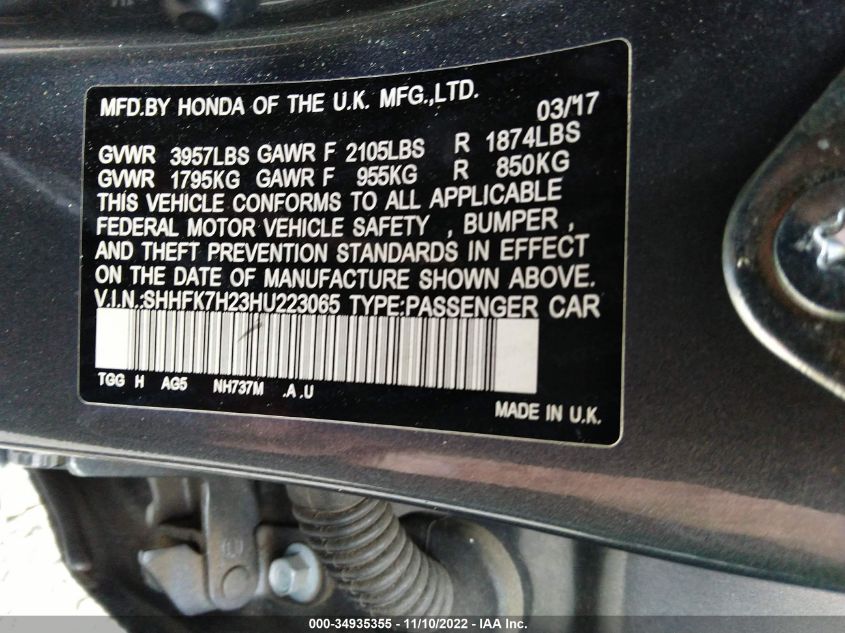 MFD.BY HONDA OF THE U.K. MFG.,LTD. 03/'17
GVWR 3957LBS GAWR F 2105LBS R 1874LBS
GVWR 1795KG GAWR F 955KG R 850KG
THIS VEHICLE CONFORMS TO ALL APPLICABLE
FEDERAL MOTOR VEHICLE SAFETY , BUMPER ,
AND THEFT PREVENTION STANDARDS IN EFFECT
ON THE DATE OF MANUFACTURE SHOWN ABOVE.
V.I.N.:SHHFK7H23HU223065 TYPE:PASSENGER CAR
TGG H AG5 NH737M .A .U
MADE IN U.K.
000-34935355 - 11/10/2022 - IAA Inc.